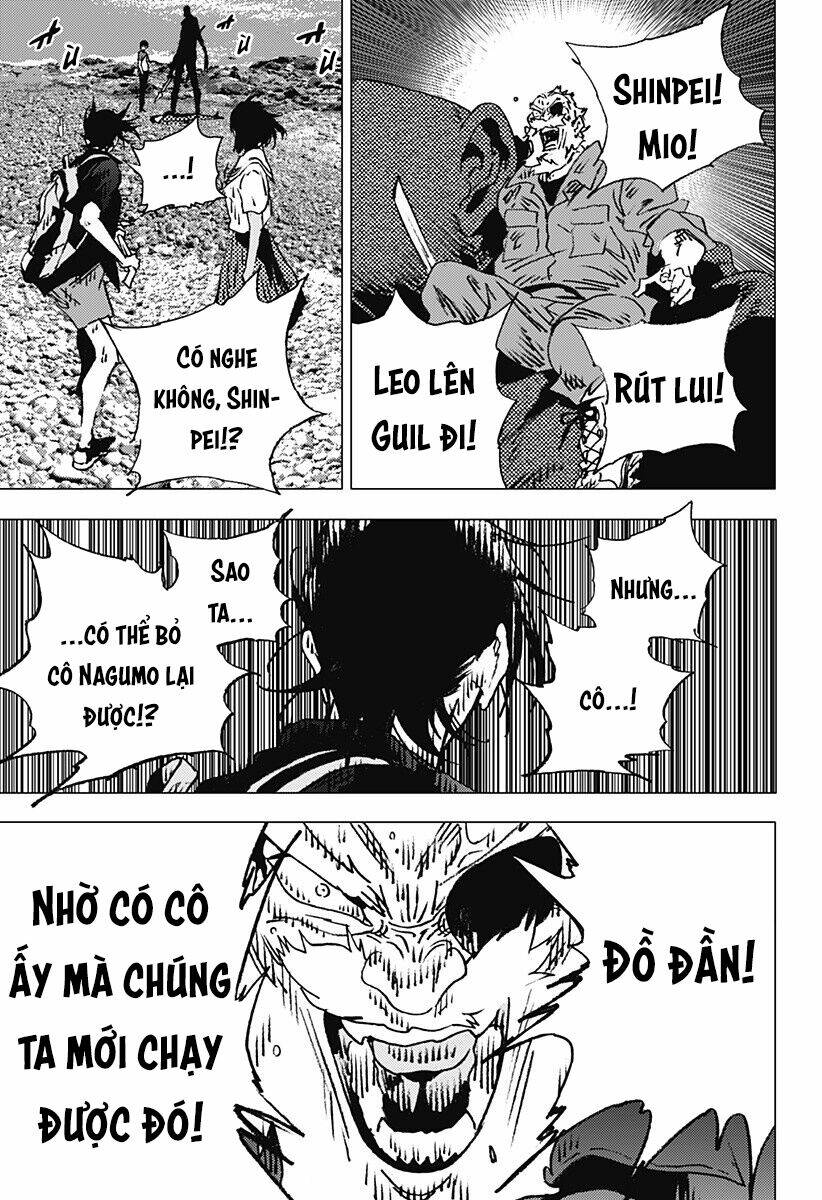 SHINPEI!
MIO!
RÚT LUI!
LEO LÊN
GUIL ĐI!
...!
CÓ NGHE
KHÔNG, SHIN-
PEI!?
NHƯNG...
CÔ...!
SAO
TA...
...CÓ THỂ BỎ
CÔ NAGUMO LẠI
ĐƯỢC!?
ĐỒ ĐẦN!
NHỜ CÓ CÔ
ẤY MÀ CHÚNG
TA MỚI CHẠY
ĐƯỢC ĐÓ!